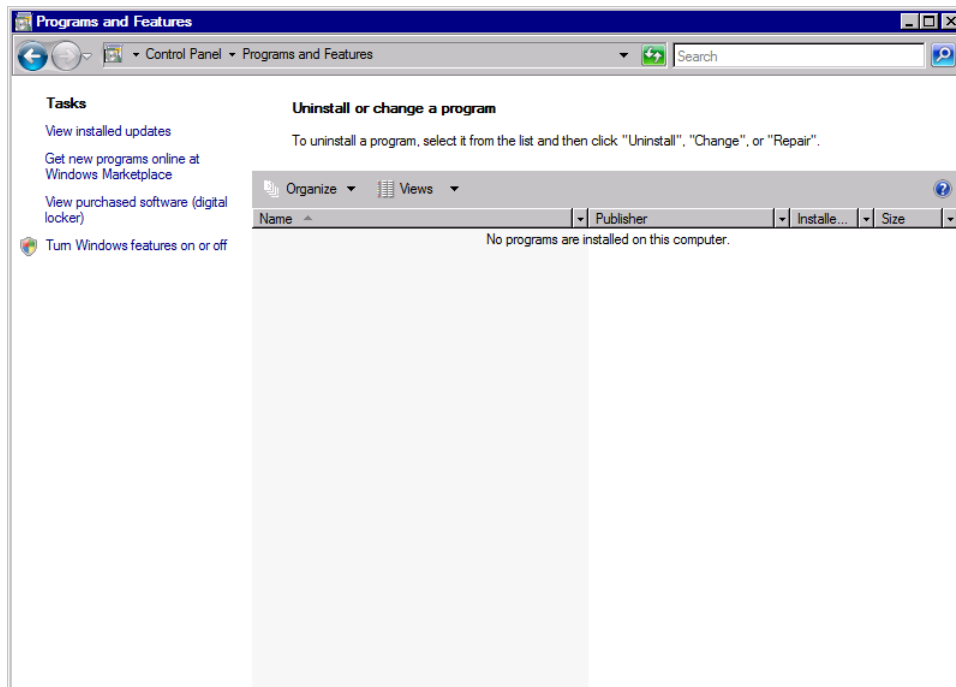 Programs and Features
Control Panel Programs and Features
Search
Tasks
View installed updates
Get new programs online at
Windows Marketplace
View purchased software (digital
locker)
Turn Windows features on or off
Uninstall or change a program
To uninstall a program, select it from the list and then click "Uninstall", "Change", or "Repair".
Organize Views
Name Publisher Installe... Size
No programs are installed on this computer.